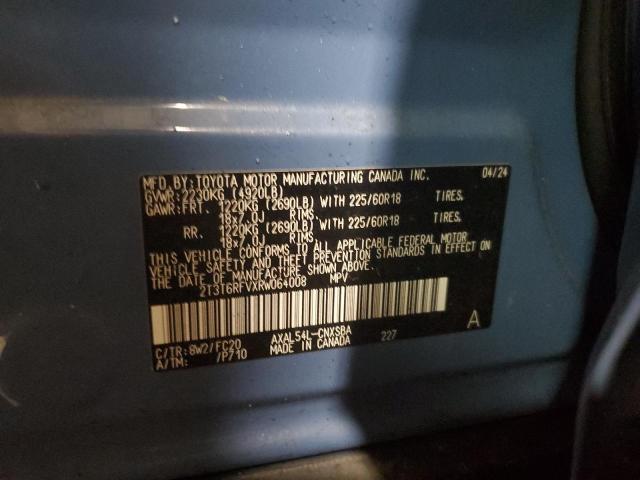 MFD.BY:TOYOTA MOTOR MANUFACTURING CANADA INC. 04/24
GVWR:2230KG (4920LB)
GAWR:FRT. 1220KG (2690LB) WITH 225/60R18 TIRES.
18x7.0J RIMS.
RR. 1220KG (2690LB) WITH 225/60R18 TIRES.
18x7.0J RIMS.
THIS VEHICLE CONFORMS TO ALL APPLICABLE FEDERAL MOTOR
VEHICLE SAFETY AND THEFT PREVENTION STANDARDS IN EFFECT ON
THE DATE OF MANUFACTURE SHOWN ABOVE.
2T3T6RFVXRW064008 MPV
C/TR:8W2/FC20 AXAL54L-CNXSBA 227 A
A/TM: /P710 MADE IN CANADA